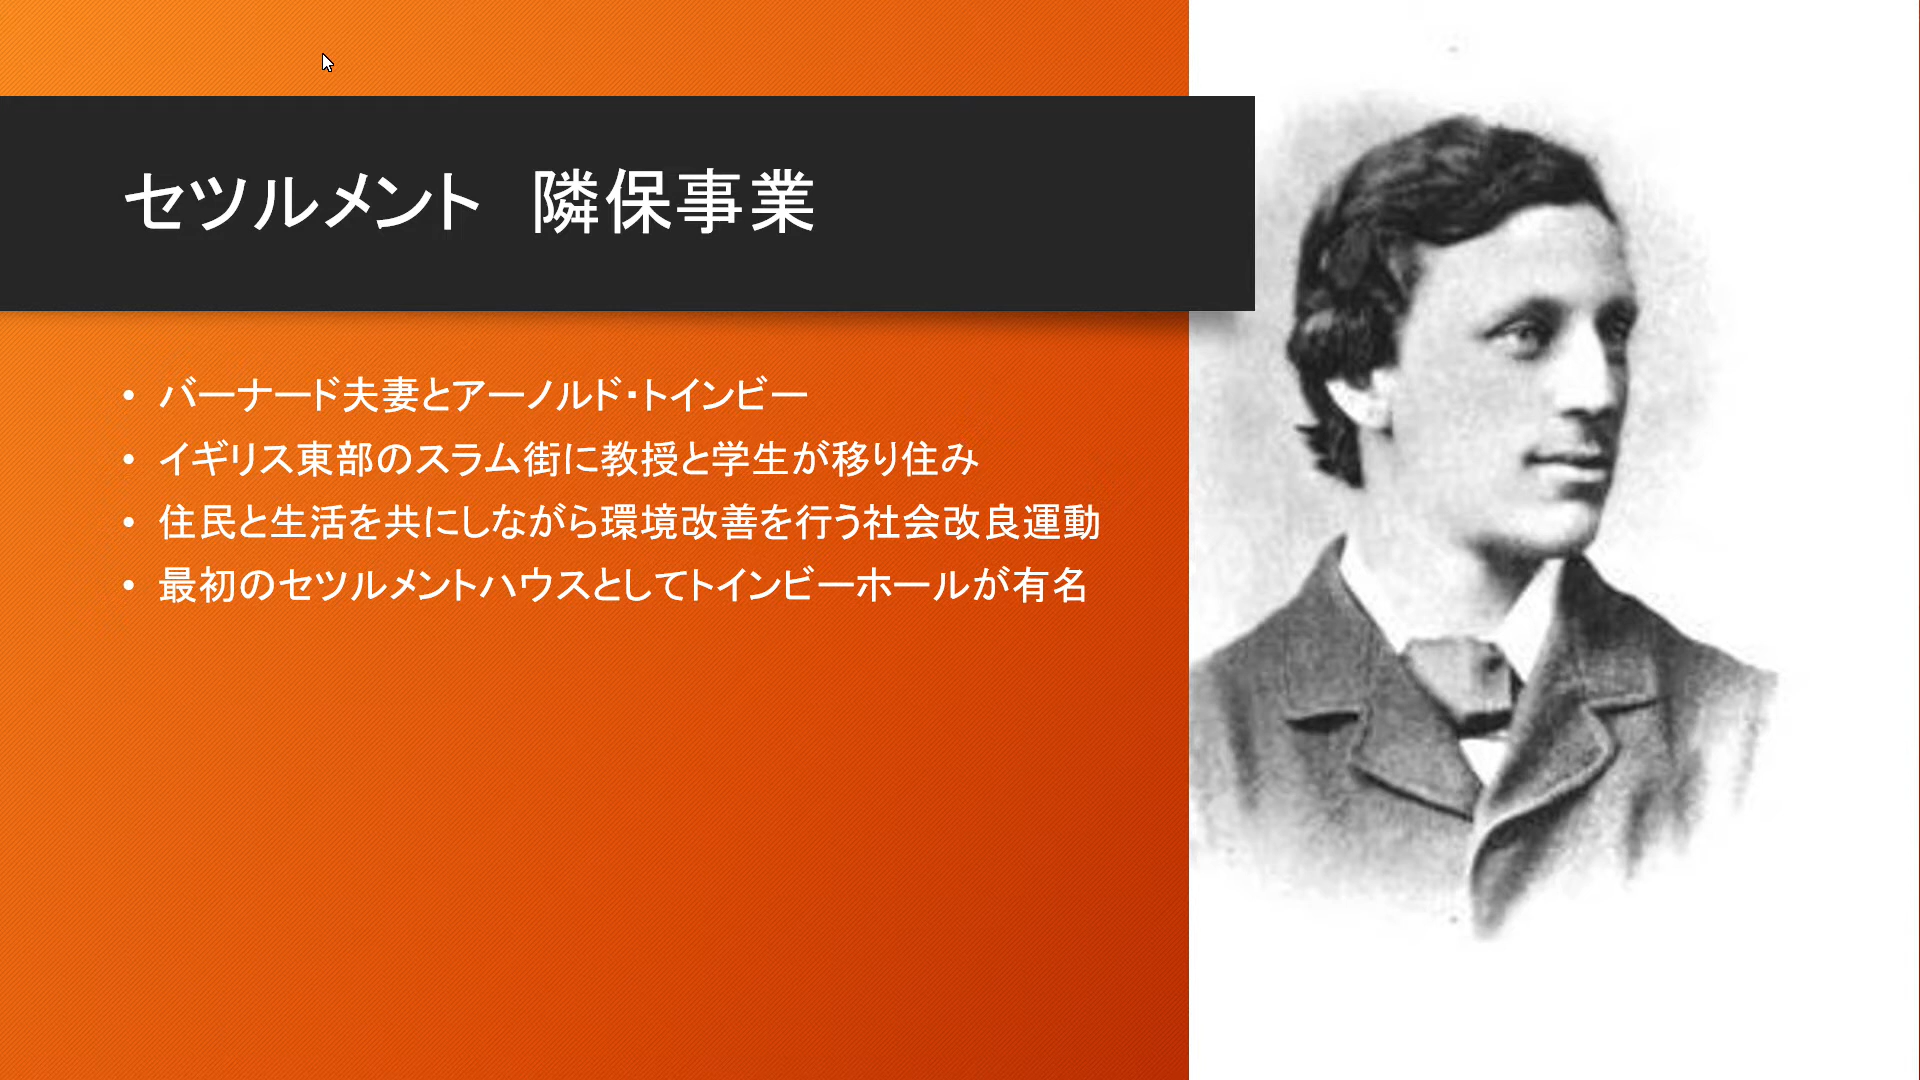 セツルメント　隣保事業
• バーナード夫妻とアーノルド・トインビー
• イギリス東部のスラム街に教授と学生が移り住み
• 住民と生活を共にしながら環境改善を行う社会改良運動
• 最初のセツルメントハウスとしてトインビーホールが有名